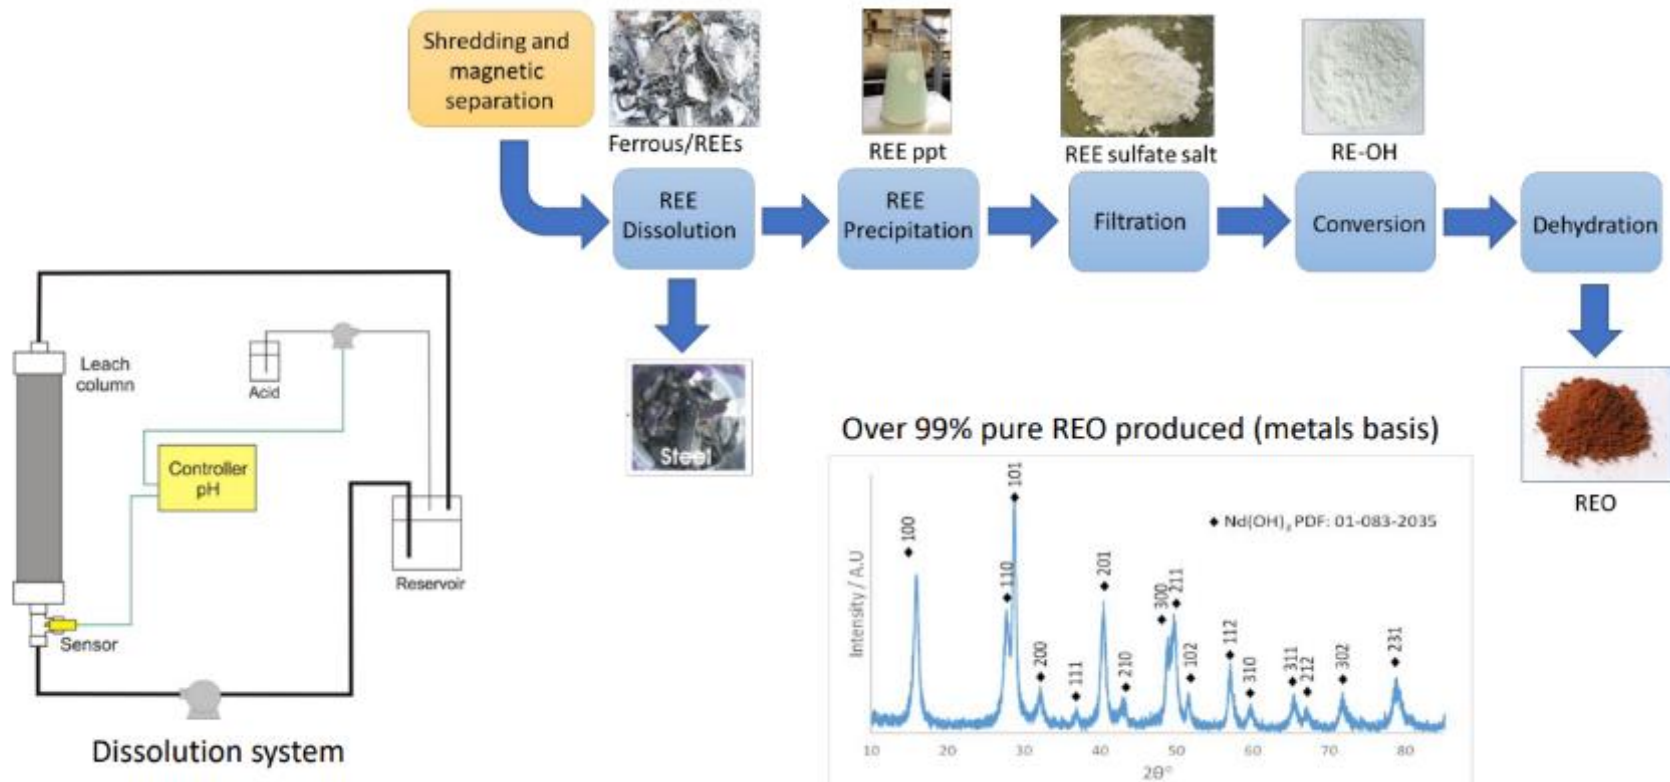 Shredding and
magnetic
separation
Ferrous/REEs
REE ppt
REE sulfate salt
RE-OH
REE
Dissolution
REE
Precipitation
Filtration
Conversion
Dehydration
Steel
REO
Leach
column
Acid
Controller
pH
Reservoir
Sensor
Dissolution system
Over 99% pure REO produced (metals basis)
Intensity / A.U
100
110
101
200
111
201
210
300
211
102
112
310
311
212
302
231
◆ Nd(OH)₃ PDF: 01-083-2035
10 20 30 40 50 60 70 80
2θ°